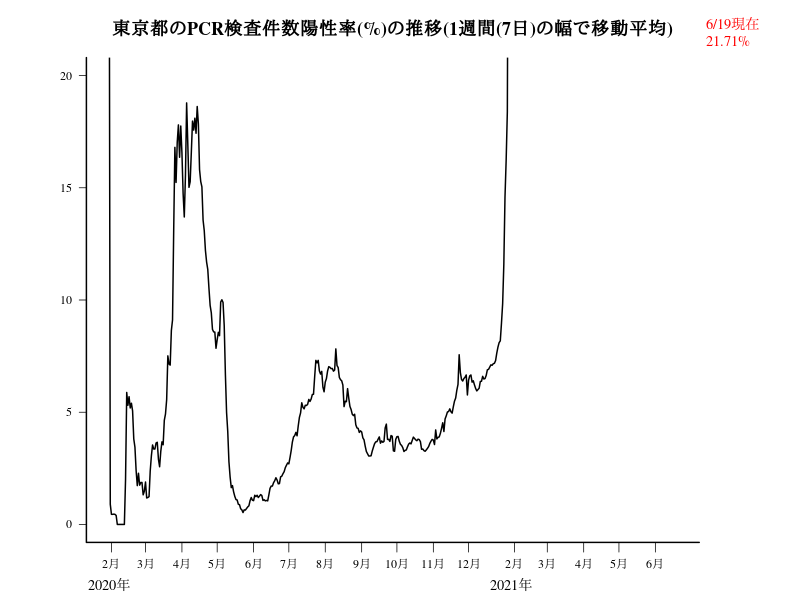 東京都のPCR検査件数陽性率(%)の推移(1週間(7日)の幅で移動平均)
6/19現在
21.71%
20
15
10
5
0
2月 3月 4月 5月 6月 7月 8月 9月 10月 11月 12月 2月 3月 4月 5月 6月
2020年 2021年